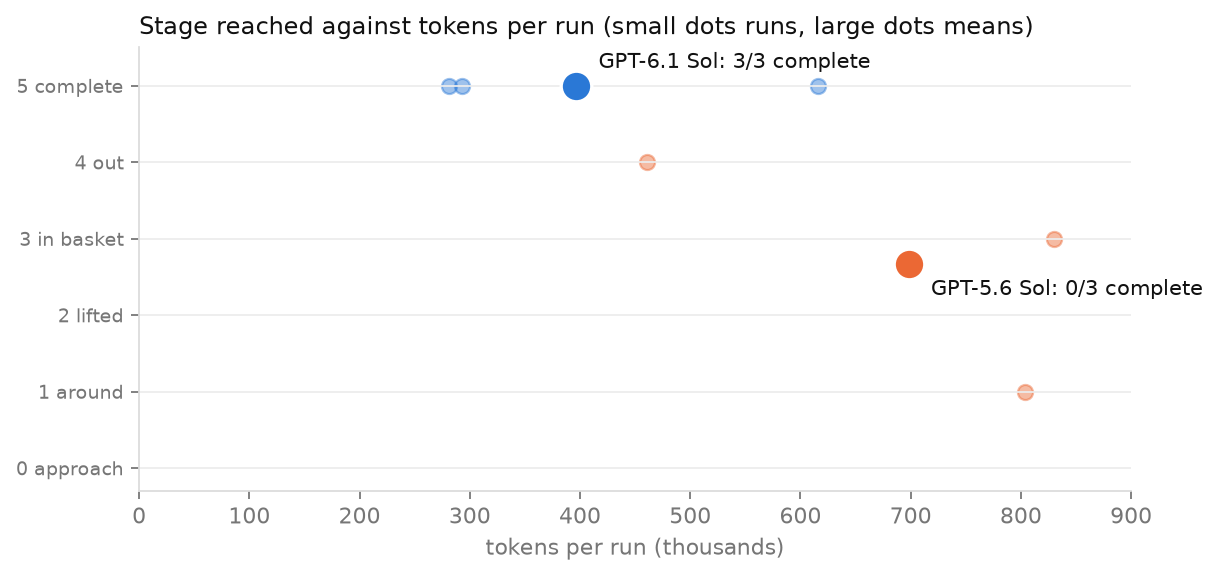 Stage reached against tokens per run (small dots runs, large dots means)
GPT-6.1 Sol: 3/3 complete
5 complete
4 out
3 in basket
GPT-5.6 Sol: 0/3 complete
2 lifted
1 around
0 approach
0 100 200 300 400 500 600 700 800 900
tokens per run (thousands)